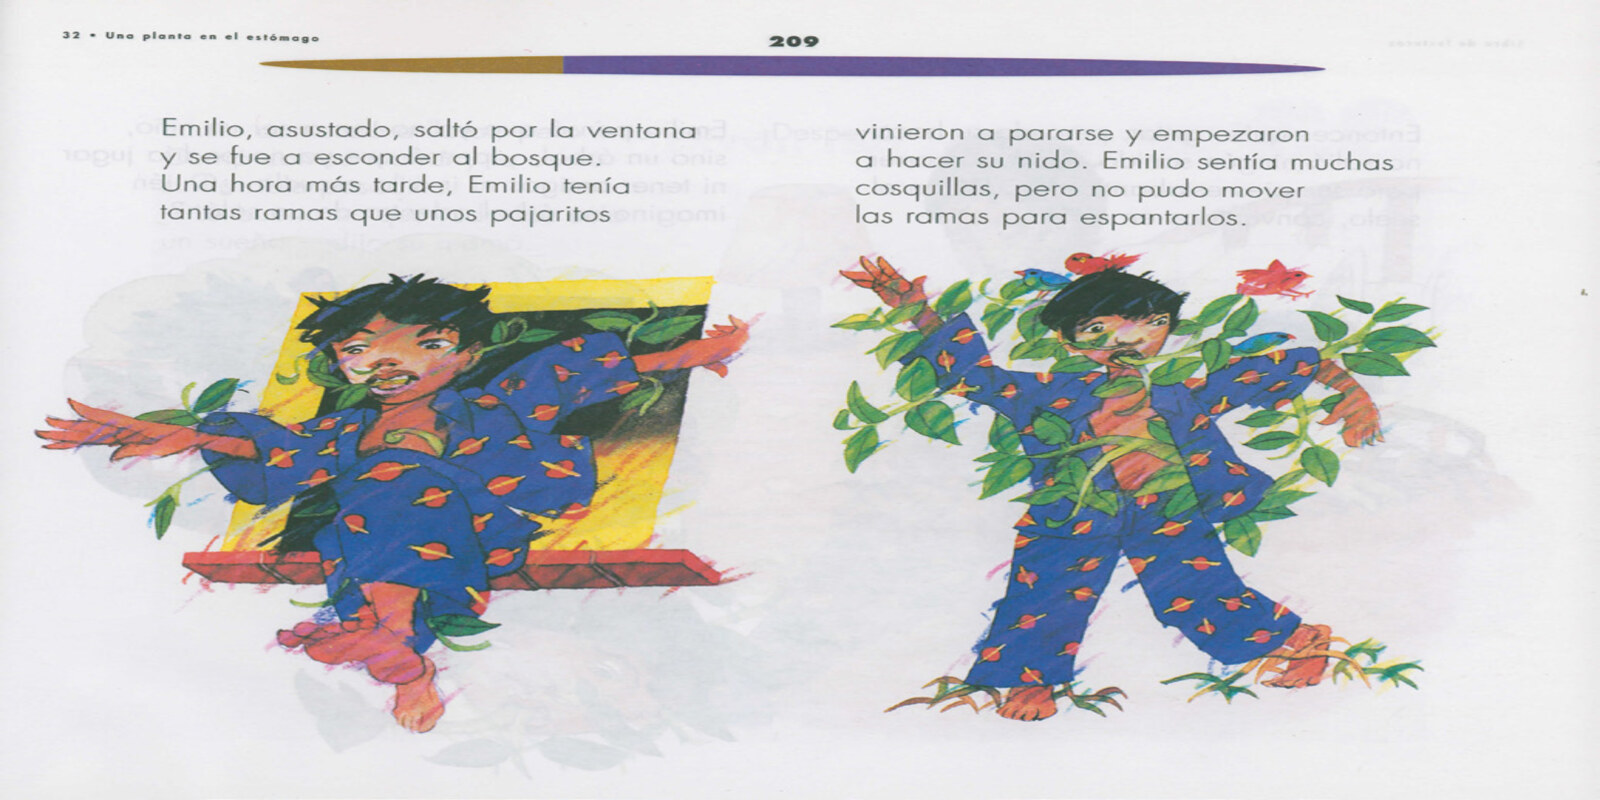 32 • Una planta en el estómago
209
Emilio, asustado, saltó por la ventana
y se fue a esconder al bosque.
Una hora más tarde, Emilio tenía
tantas ramas que unos pajaritos
vinieron a pararse y empezaron
a hacer su nido. Emilio sentía muchas
cosquillas, pero no pudo mover
las ramas para espantarlos.